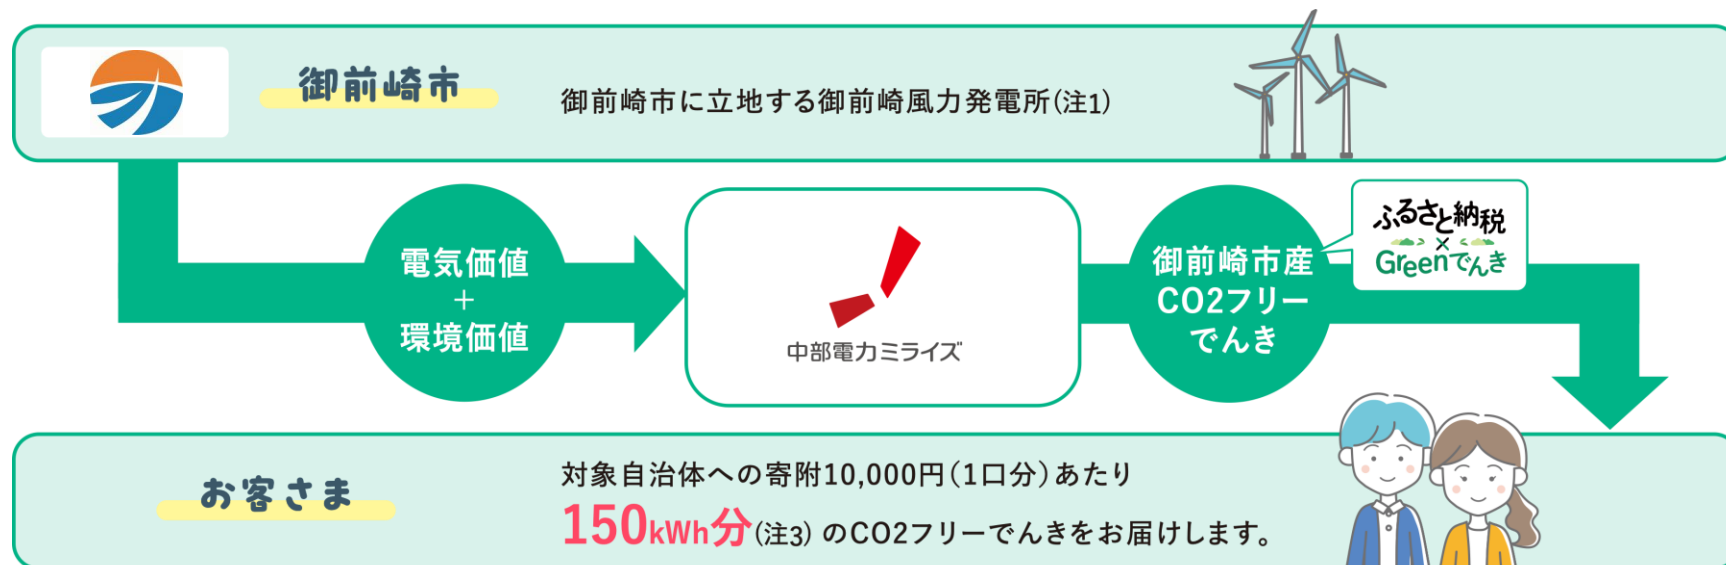 御前崎市
御前崎市に立地する御前崎風力発電所(注1)
電気価値
+
環境価値
中部電力ミライズ
御前崎市産
CO2フリー
でんき
ふるさと納税
×
Greenでんき
お客さま
対象自治体への寄附10,000円(1口分)あたり
150kWh分(注3) のCO2フリーでんきをお届けします。